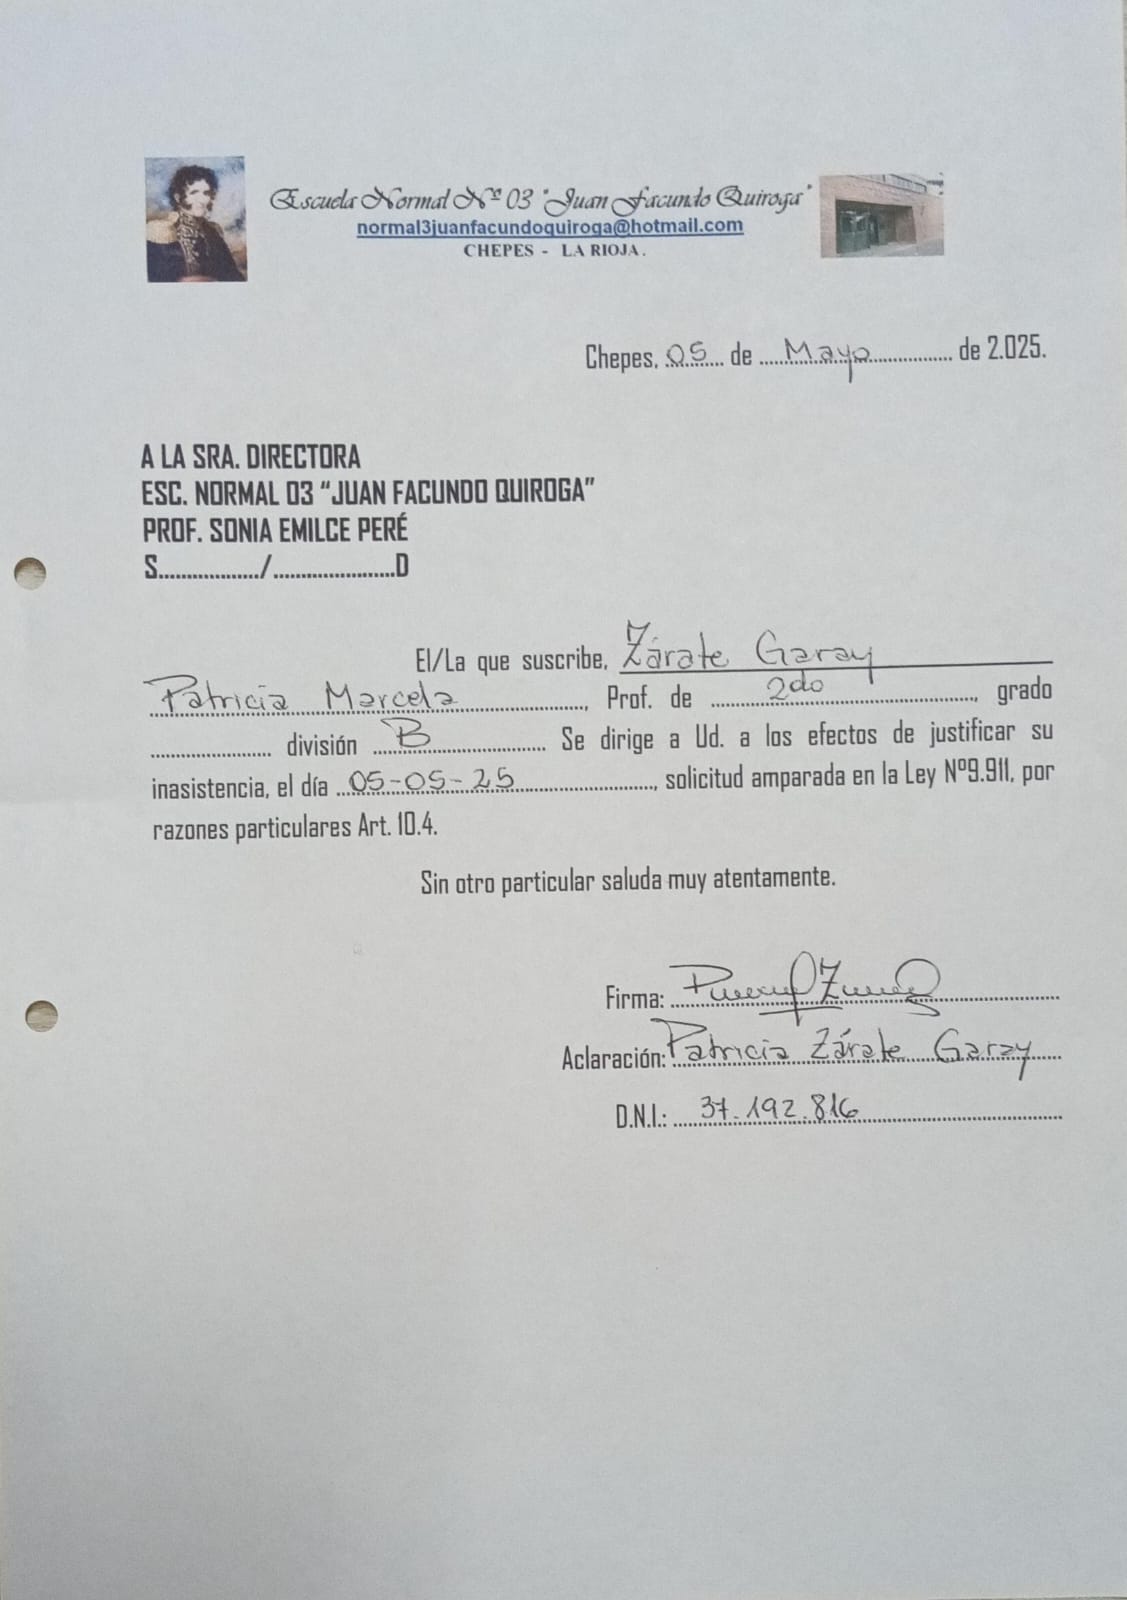 Escuela Normal Nº 03 "Juan Facundo Quiroga"
normal3juanfacundoquiroga@hotmail.com
CHEPES - LA RIOJA.
Chepes, 05 de Mayo de 2.025.
A LA SRA. DIRECTORA
ESC. NORMAL 03 “JUAN FACUNDO QUIROGA”
PROF. SONIA EMILCE PERÉ
S................../......................D
El/La que suscribe, Zárate Garay
Patricia Marcela, Prof. de 2do, grado
...................... división B Se dirige a Ud. a los efectos de justificar su
inasistencia, el día 05-05-25, solicitud amparada en la Ley Nº9.911, por
razones particulares Art. 10.4.
Sin otro particular saluda muy atentamente.
Firma:
Aclaración: Patricia Zárate Garay
D.N.I.: 37.192.816